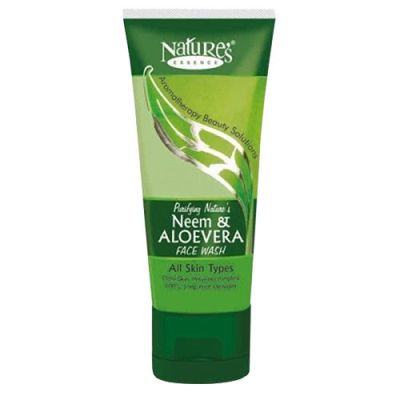 Nature's
ESSENCE
Aromatherapy Beauty Solutions
Purifying Nature's
Neem &
ALOEVERA
FACE WASH
All Skin Types